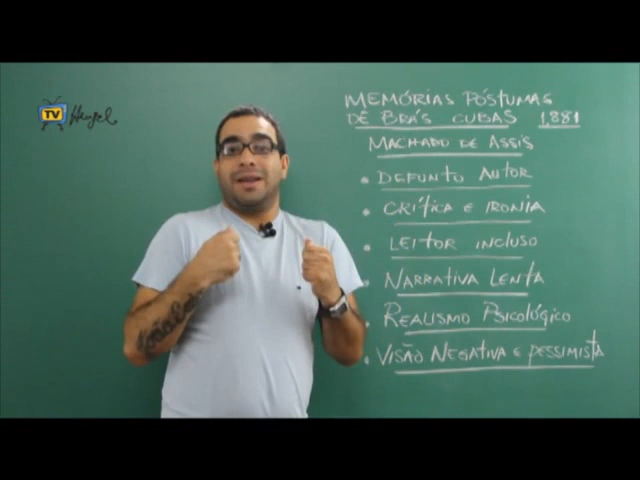 TV Hengel
MEMÓRIAS PÓSTUMAS
DE BRÁS CUBAS 1881
MACHADO DE ASSIS
• DEFUNTO AUTOR
• CRÍTICA E IRONIA
• LEITOR INCLUSO
• NARRATIVA LENTA
• REALISMO PSICOLÓGICO
• VISÃO NEGATIVA E PESSIMISTA